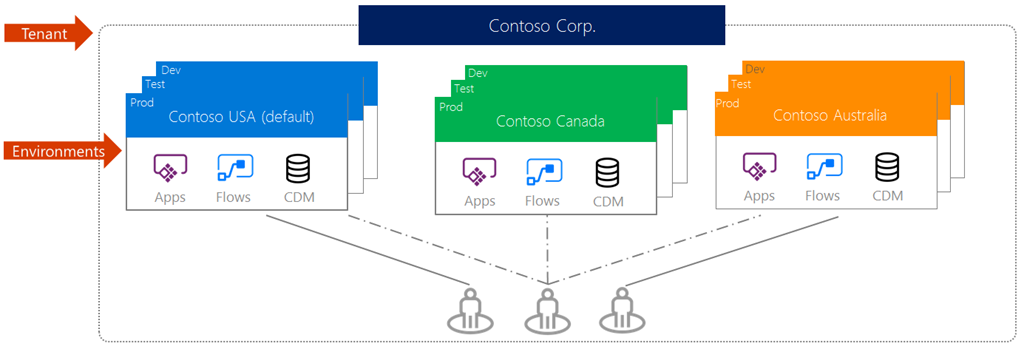 Tenant
Contoso Corp.
Dev
Test
Prod
Contoso USA (default)
Dev
Test
Prod
Contoso Canada
Dev
Test
Prod
Contoso Australia
Environments
Apps Flows CDM
Apps Flows CDM
Apps Flows CDM